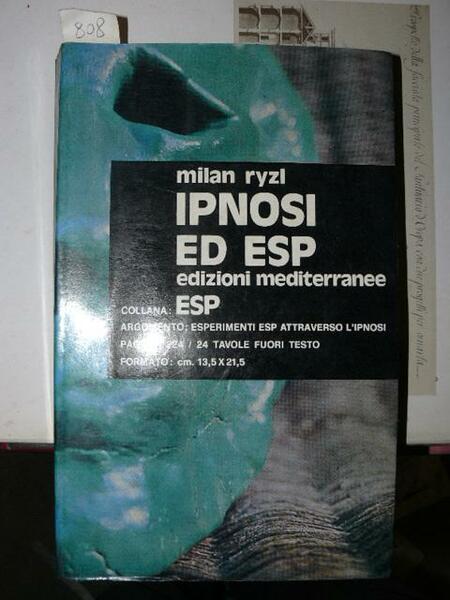 808
milan ryzl
IPNOSI
ED ESP
edizioni mediterranee
COLLANA: ESP
ARGOMENTO: ESPERIMENTI ESP ATTRAVERSO L'IPNOSI
224 / 24 TAVOLE FUORI TESTO
FORMATO: cm. 13,5 X 21,5